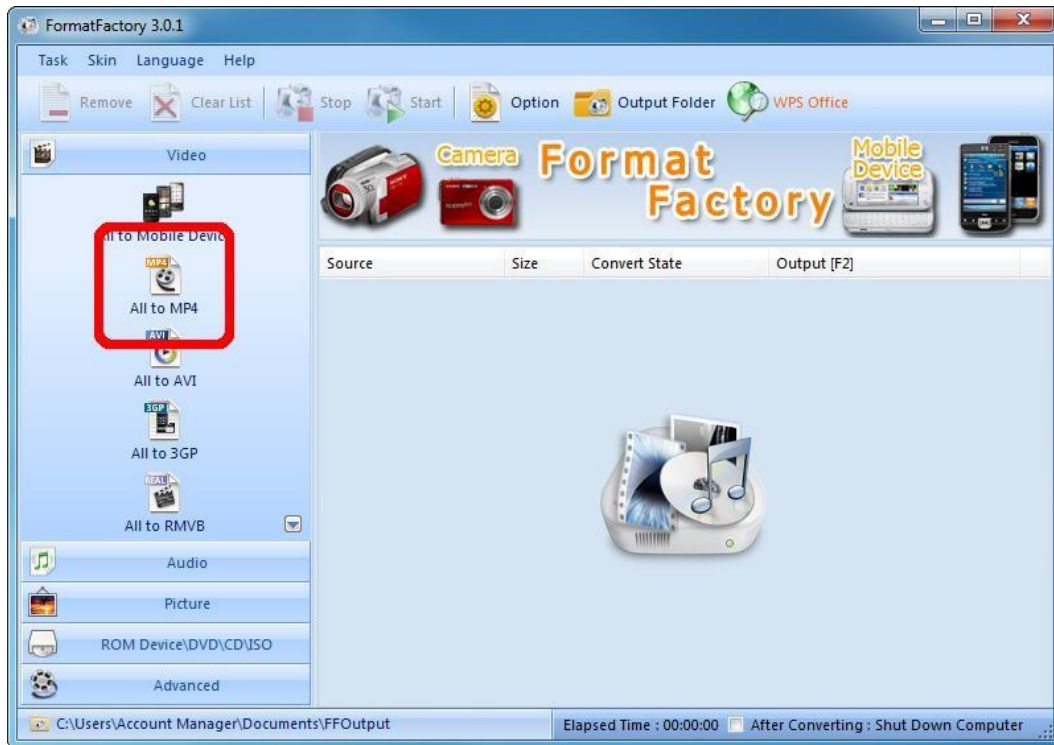 FormatFactory 3.0.1
Task Skin Language Help
Remove Clear List Stop Start Option Output Folder WPS Office
Video
All to Mobile Device
MP4
All to MP4
AVI
All to AVI
3GP
All to 3GP
REAL
All to RMVB
Audio
Picture
ROM Device\DVD\CD\ISO
Advanced
Camera
Format
Factory
Mobile
Device
SONY
Source Size Convert State Output [F2]
C:\Users\Account Manager\Documents\FFOutput Elapsed Time : 00:00:00 After Converting : Shut Down Computer